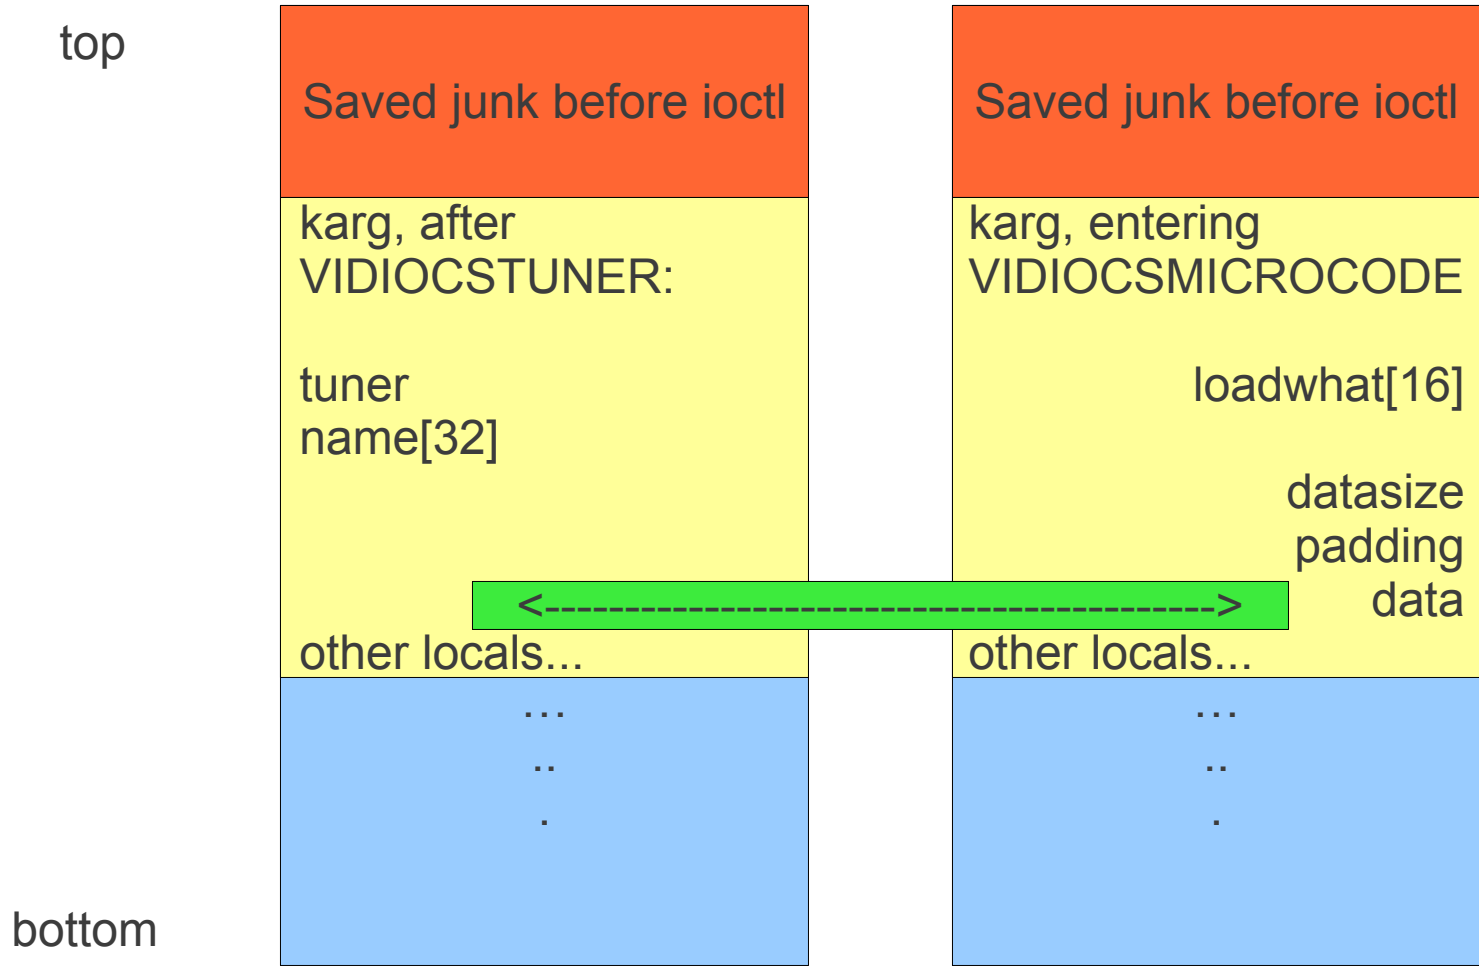 top
Saved junk before ioctl
karg, after
VIDIOCSTUNER:
tuner
name[32]
other locals...
...
..
.
Saved junk before ioctl
karg, entering
VIDIOCSMICROCODE
loadwhat[16]
datasize
padding
data
<------------------------------------------>
other locals...
...
..
.
bottom